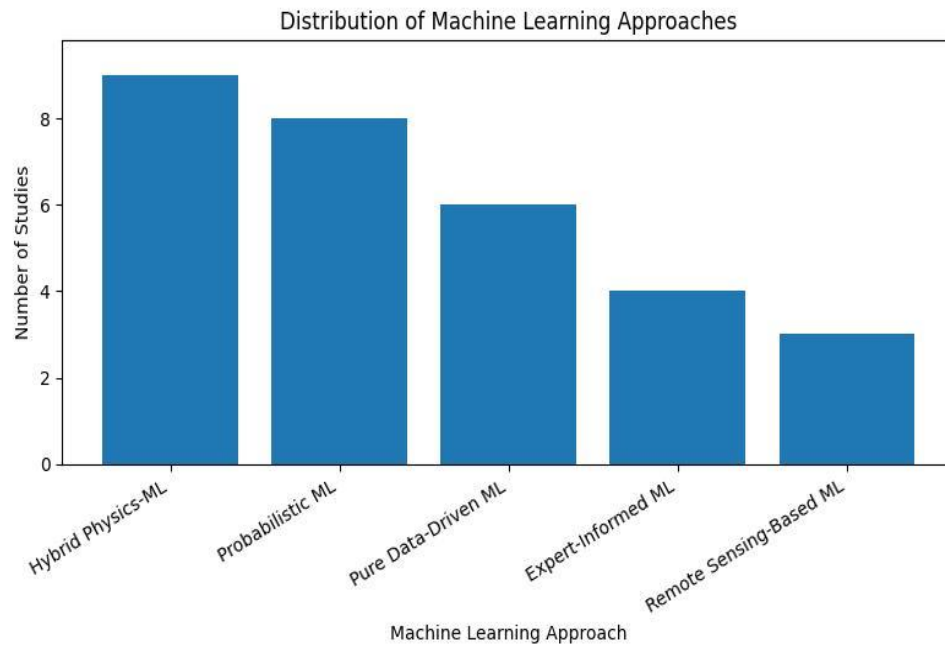 Distribution of Machine Learning Approaches
Number of Studies
8
6
4
2
0
Hybrid Physics-ML
Probabilistic ML
Pure Data-Driven ML
Expert-Informed ML
Remote Sensing-Based ML
Machine Learning Approach